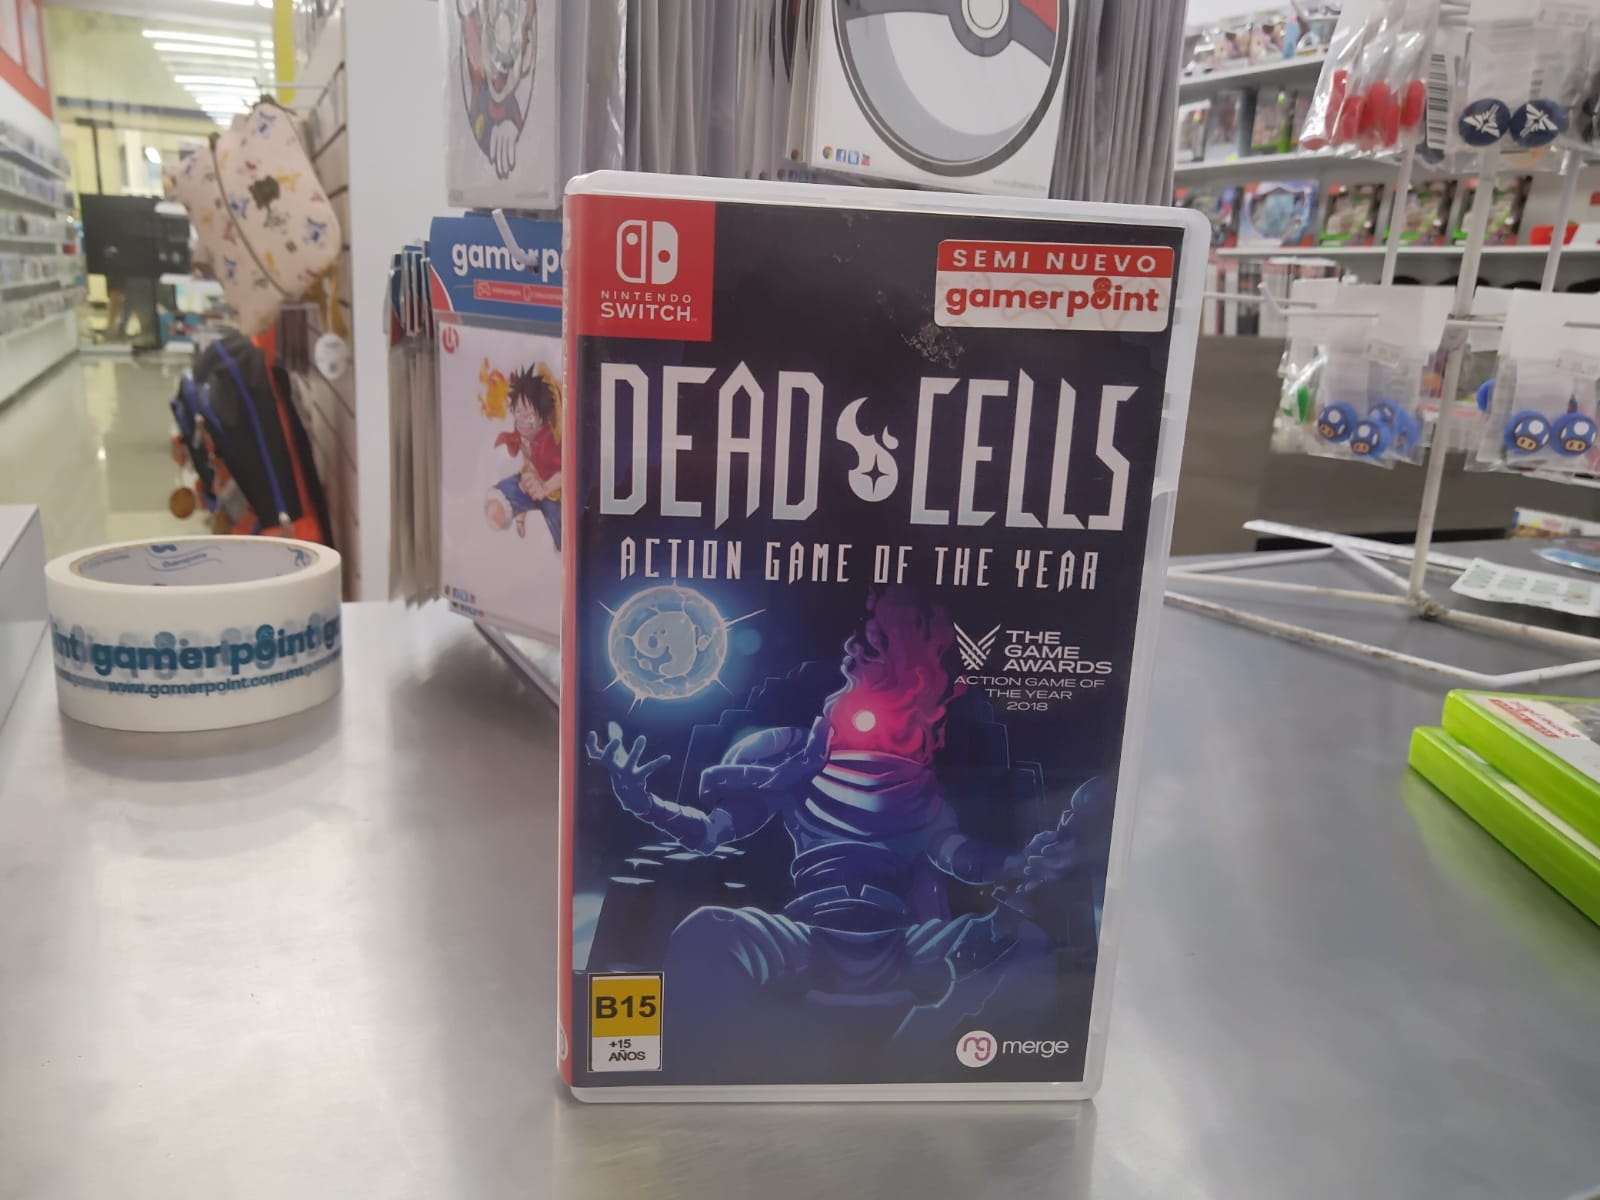 NINTENDO
SWITCH
SEMI NUEVO
gamerpoint
DEAD CELLS
ACTION GAME OF THE YEAR
THE
GAME
AWARDS
ACTION GAME OF
THE YEAR
2018
B15
+15
AÑOS
merge
gamerpoint
www.gamerpoint.com.mx